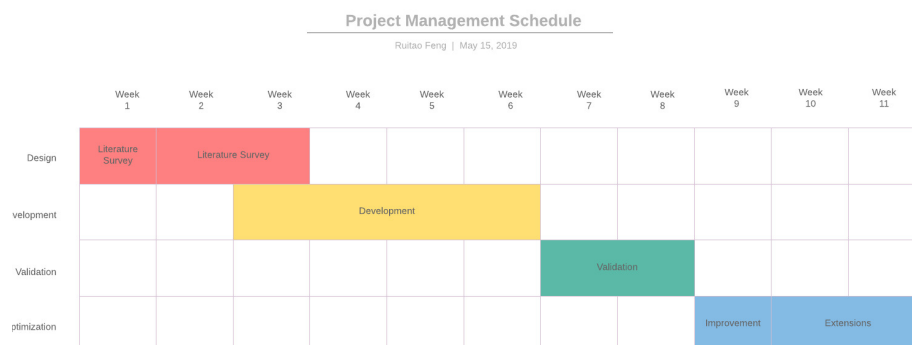 Project Management Schedule
Ruitao Feng | May 15, 2019
Week 1
Week 2
Week 3
Week 4
Week 5
Week 6
Week 7
Week 8
Week 9
Week 10
Week 11
Design
Literature
Survey
Literature Survey
velopment
Development
Validation
Validation
ptimization
Improvement
Extensions